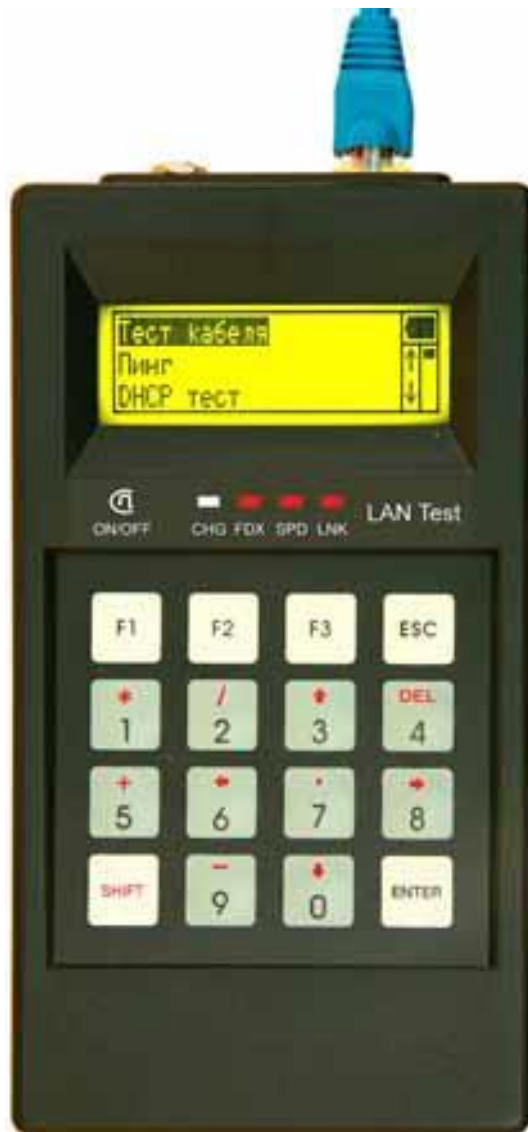 Тест кабеля
Пинг
DHCP тест
ON/OFF
CHG FDX SPD LNK
LAN Test
F1 F2 F3 ESC
* / DEL
1 2 3 4
+ ·
5 6 7 8
SHIFT
−
9 0
ENTER